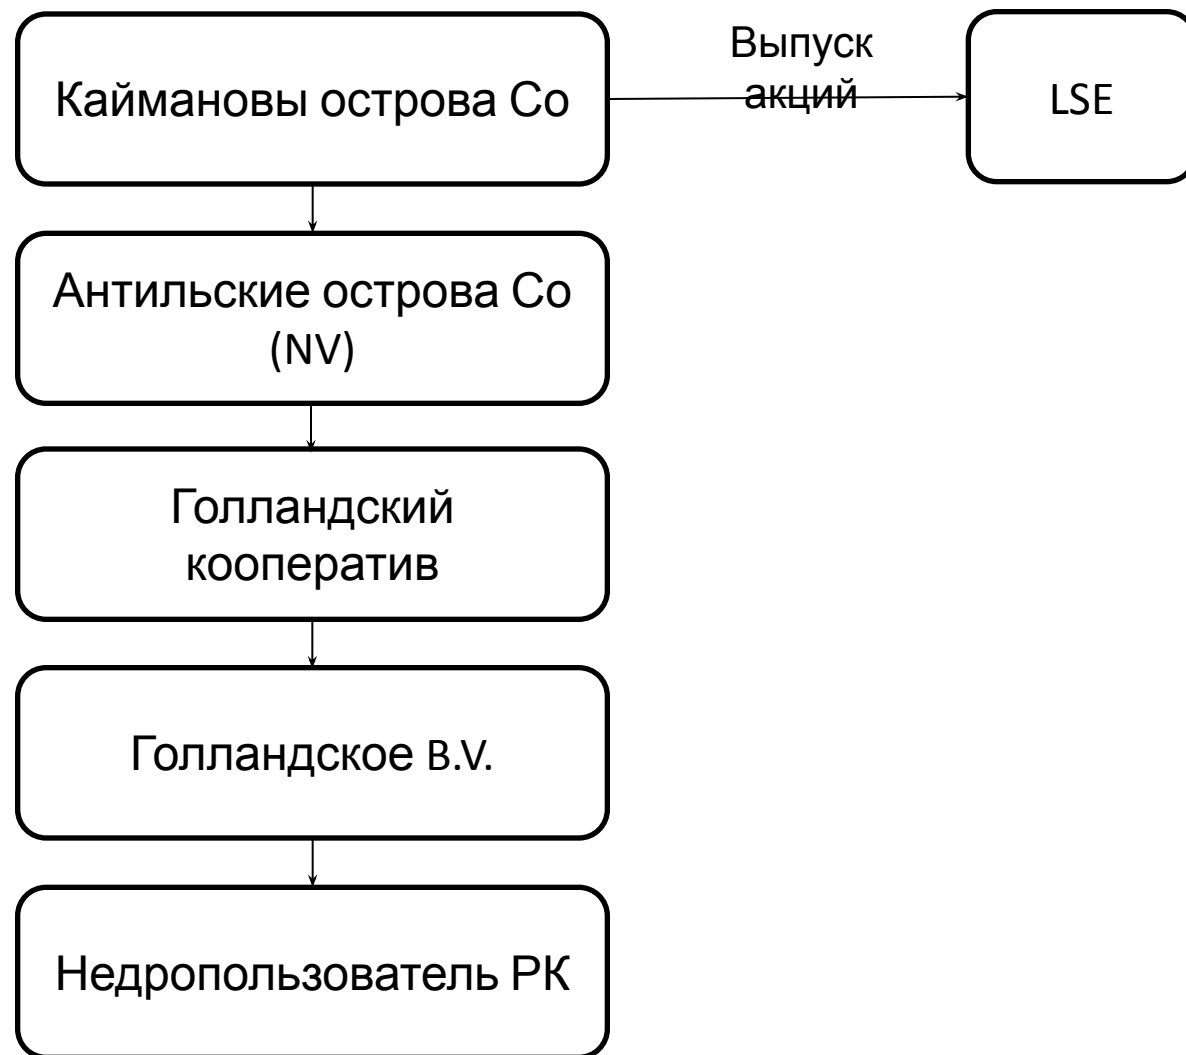 Каймановы острова Co
Выпуск
акций
LSE
Антильские острова Co
(NV)
Голландский
кооператив
Голландское B.V.
Недропользователь РК